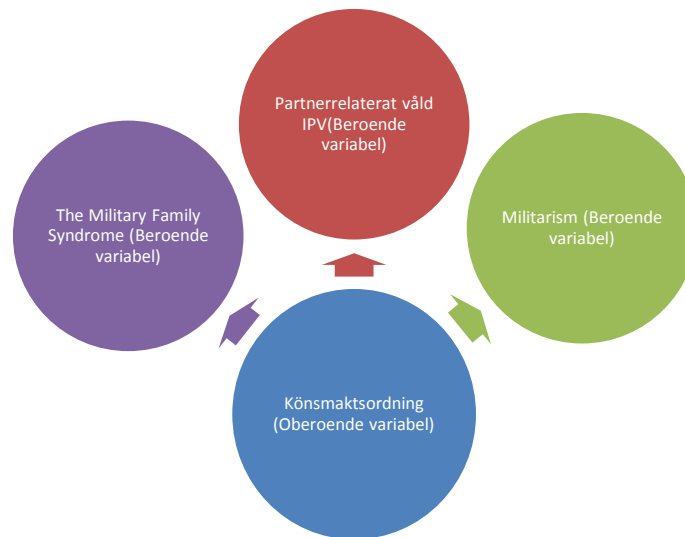 Partnerrelaterat våld
IPV(Beroende
variabel)
The Military Family
Syndrome (Beroende
variabel)
Militarism (Beroende
variabel)
Könsmaktsordning
(Oberoende variabel)